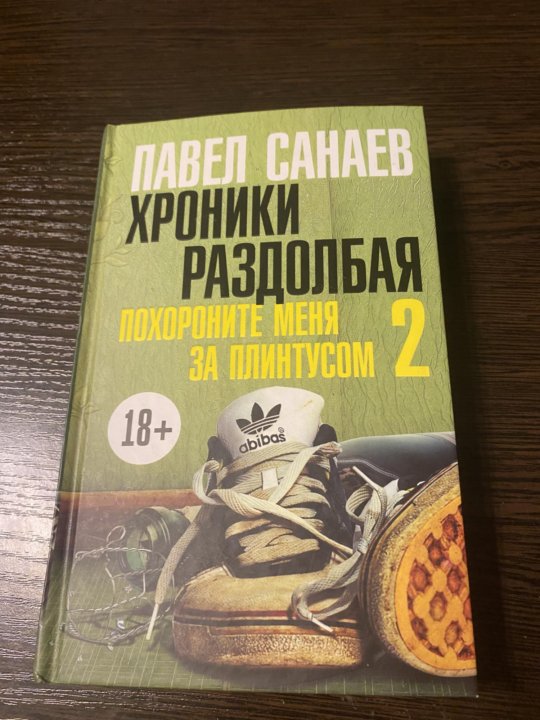 ПАВЕЛ САНАЕВ
ХРОНИКИ
РАЗДОЛБАЯ
ПОХОРОНИТЕ МЕНЯ
ЗА ПЛИНТУСОМ 2
18+
abibas